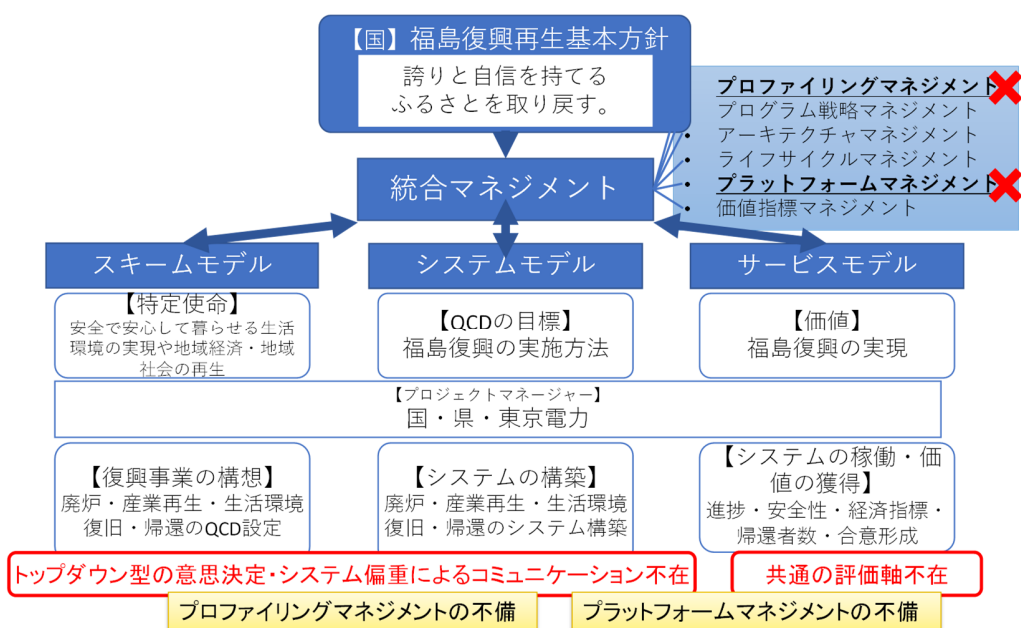 【国】福島復興再生基本方針
誇りと自信を持てる
ふるさとを取り戻す。
プロファイリングマネジメント
プログラム戦略マネジメント
• アーキテクチャマネジメント
• ライフサイクルマネジメント
• プラットフォームマネジメント
• 価値指標マネジメント
統合マネジメント
スキームモデル
システムモデル
サービスモデル
【特定使命】
安全で安心して暮らせる生活
環境の実現や地域経済・地域
社会の再生
【QCDの目標】
福島復興の実施方法
【価値】
福島復興の実現
【プロジェクトマネージャー】
国・県・東京電力
【復興事業の構想】
廃炉・産業再生・生活環境
復旧・帰還のQCD設定
【システムの構築】
廃炉・産業再生・生活環境
復旧・帰還のシステム構築
【システムの稼働・価
値の獲得】
進捗・安全性・経済指標・
帰還者数・合意形成
トップダウン型の意思決定・システム偏重によるコミュニケーション不在
共通の評価軸不在
プロファイリングマネジメントの不備
プラットフォームマネジメントの不備